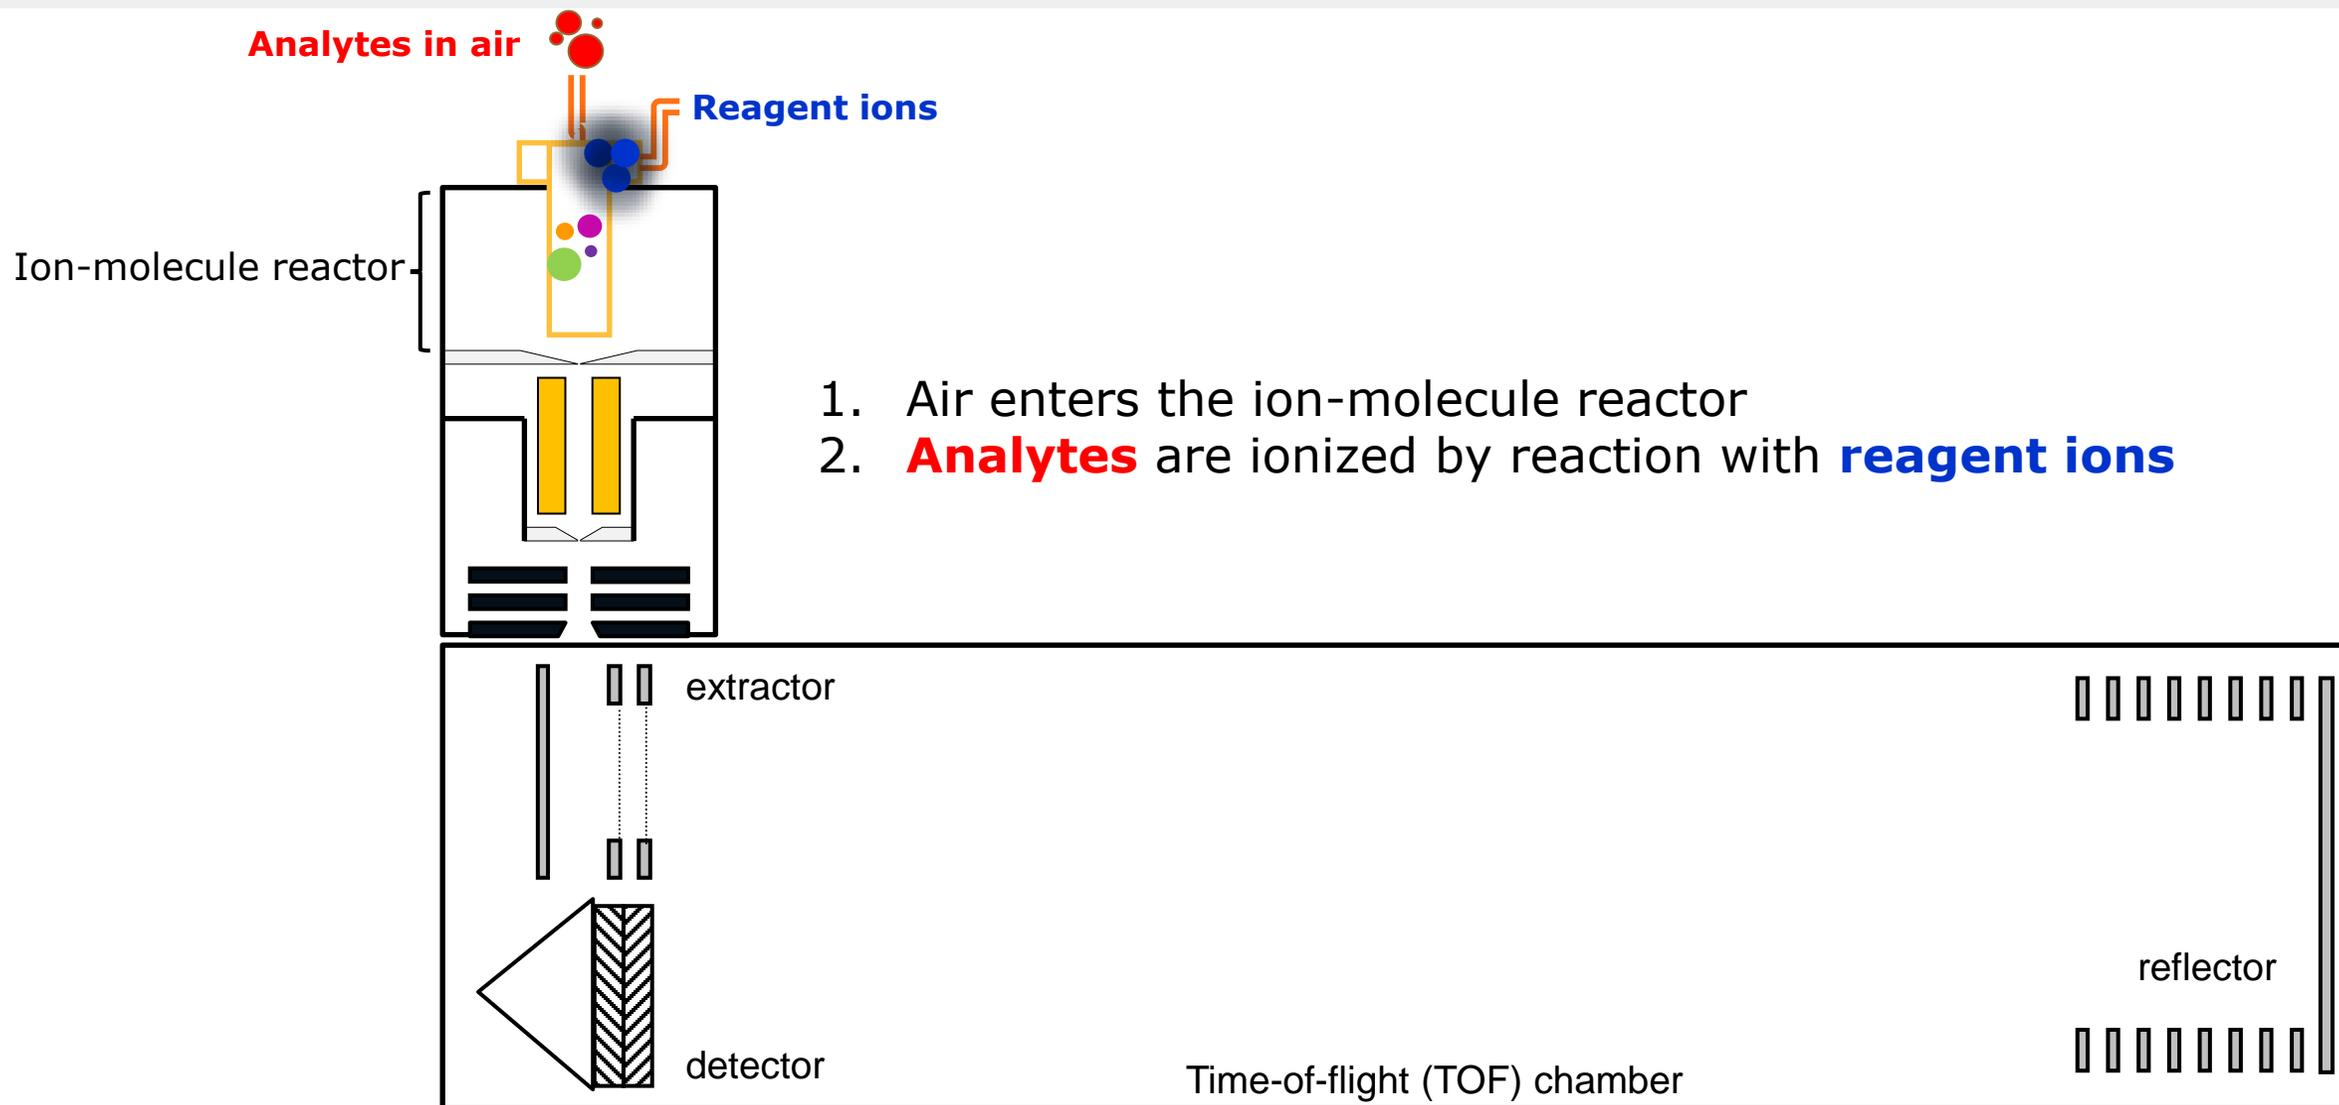 Analytes in air
Reagent ions
Ion-molecule reactor
1. Air enters the ion-molecule reactor
2. Analytes are ionized by reaction with reagent ions
extractor
reflector
detector
Time-of-flight (TOF) chamber